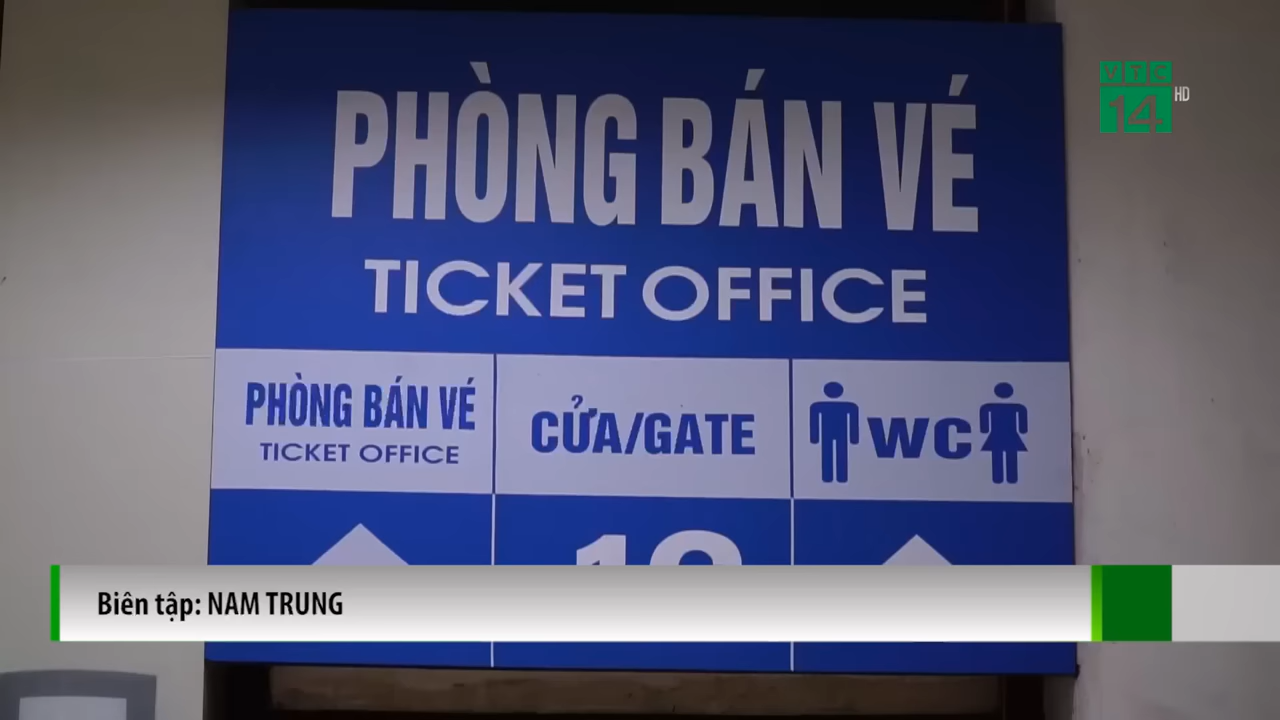 VTC
14 HD
PHÒNG BÁN VÉ
TICKET OFFICE
PHÒNG BÁN VÉ
TICKET OFFICE
CỬA/GATE
WC
Biên tập: NAM TRUNG